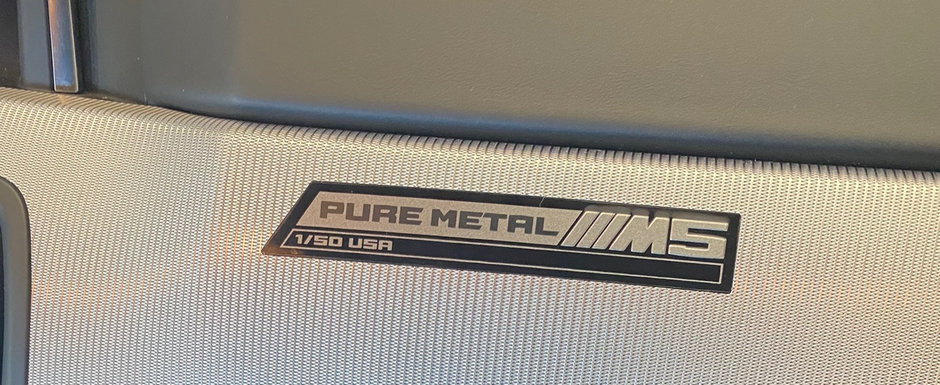 PURE METAL ///M5
1/50 USA